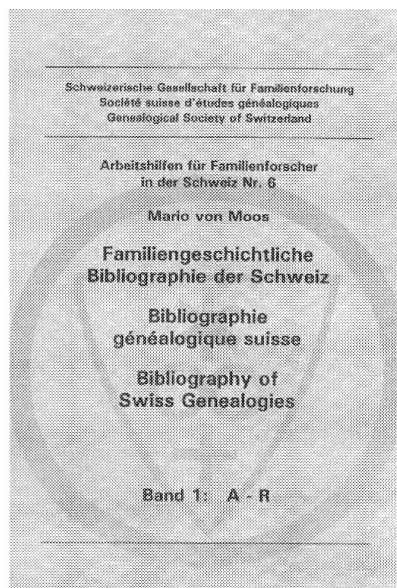 Schweizerische Gesellschaft für Familienforschung
Société suisse d'études généalogiques
Genealogical Society of Switzerland
Arbeitshilfen für Familienforscher
in der Schweiz Nr. 6
Mario von Moos
Familiengeschichtliche
Bibliographie der Schweiz
Bibliographie
généalogique suisse
Bibliography of
Swiss Genealogies
Band 1: A - R